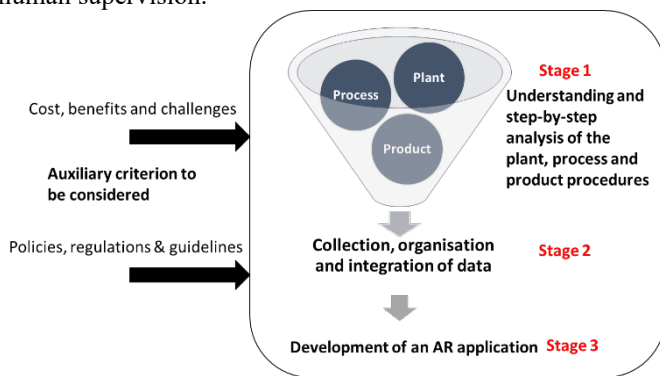 human supervision.
Cost, benefits and challenges
Auxiliary criterion to
be considered
Policies, regulations & guidelines
Process
Plant
Product
Stage 1
Understanding and
step-by-step
analysis of the
plant, process and
product procedures
Collection, organisation
and integration of data
Stage 2
Development of an AR application
Stage 3